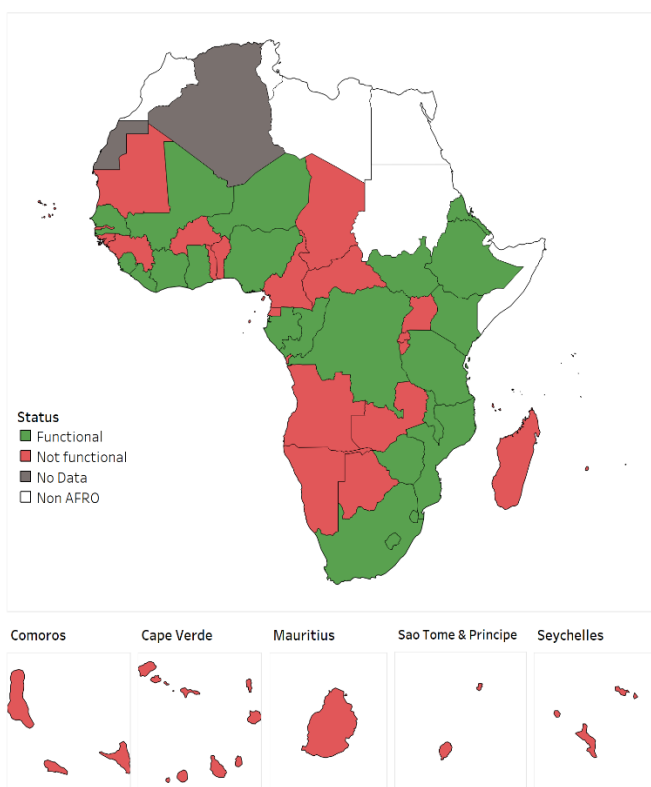 Status
Functional
Not functional
No Data
Non AFRO
Comoros
Cape Verde
Mauritius
Sao Tome & Principe
Seychelles